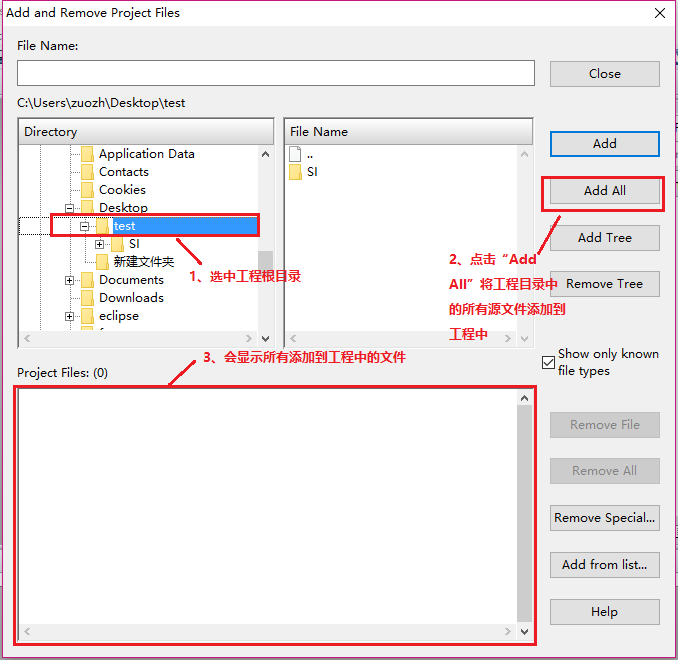 Add and Remove Project Files
File Name:
Close
C:\Users\zuozh\Desktop\test
Directory
File Name
Add
Application Data
Contacts
Cookies
Desktop
test
SI
新建文件夹
Documents
Downloads
eclipse
..
SI
Add All
Add Tree
Remove Tree
1、选中工程根目录
2、点击“Add
All”将工程目录中
的所有源文件添加到
工程中
3、会显示所有添加到工程中的文件
Show only known
file types
Project Files: (0)
Remove File
Remove All
Remove Special...
Add from list...
Help